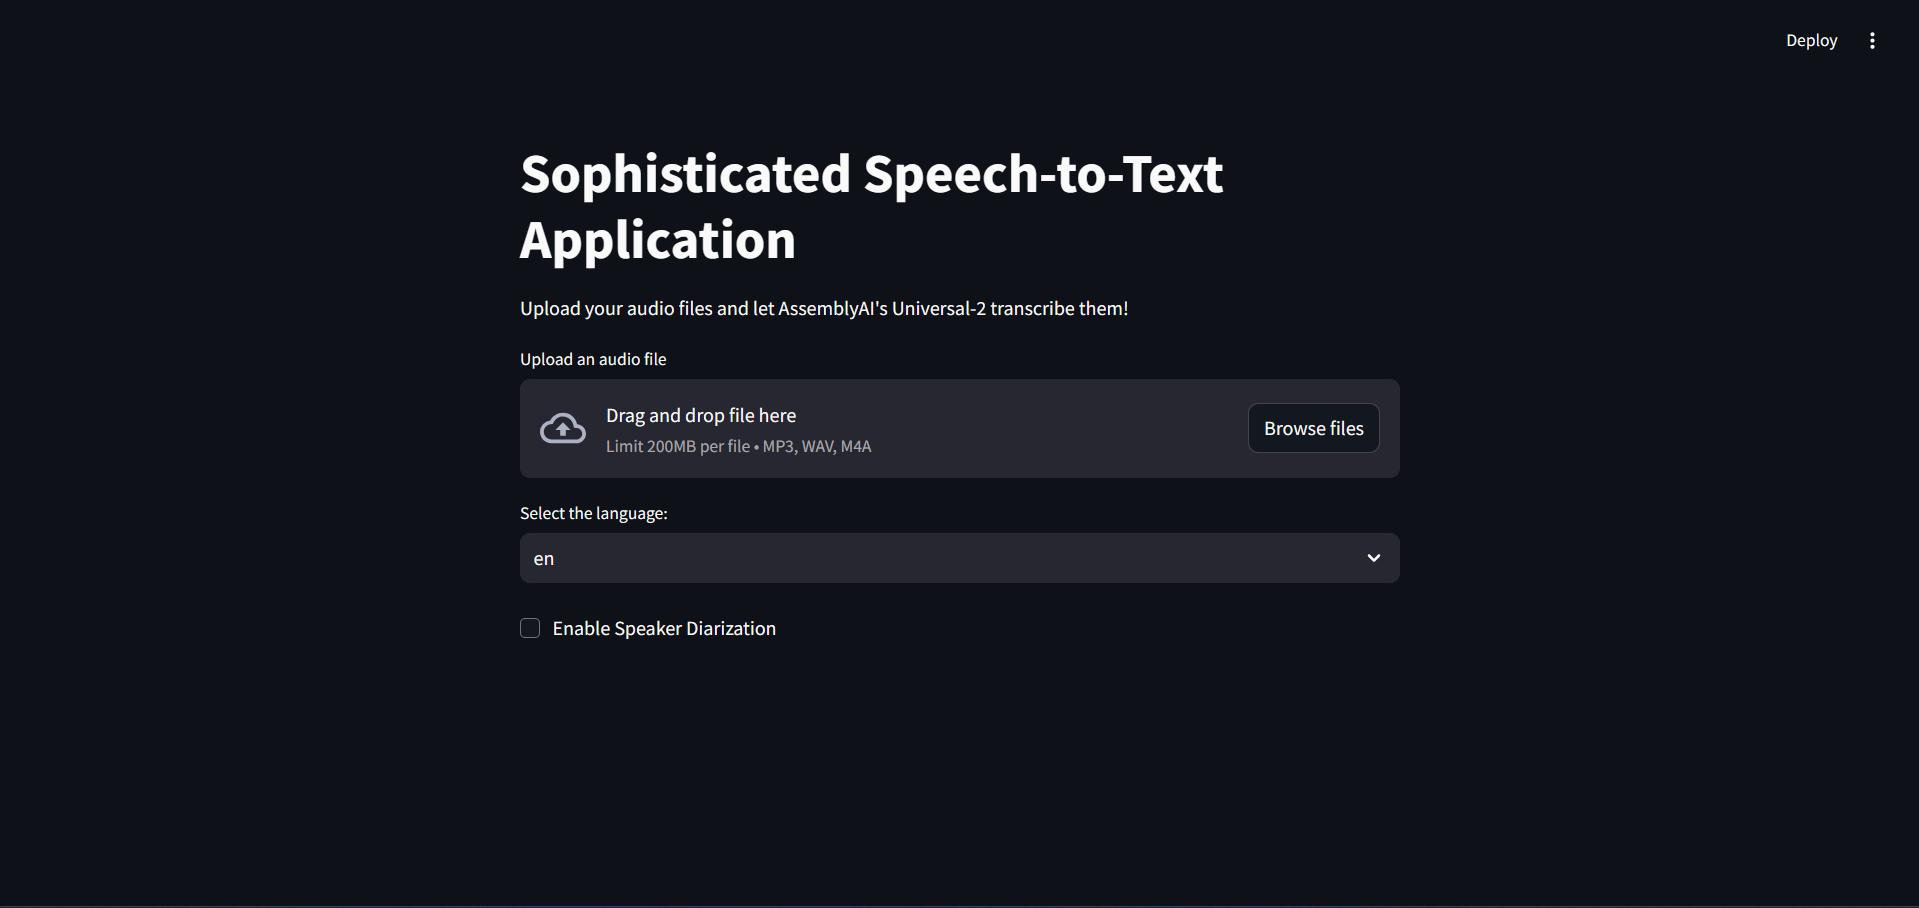 Deploy
Sophisticated Speech-to-Text
Application
Upload your audio files and let AssemblyAI's Universal-2 transcribe them!
Upload an audio file
Drag and drop file here
Limit 200MB per file • MP3, WAV, M4A
Browse files
Select the language:
en
Enable Speaker Diarization